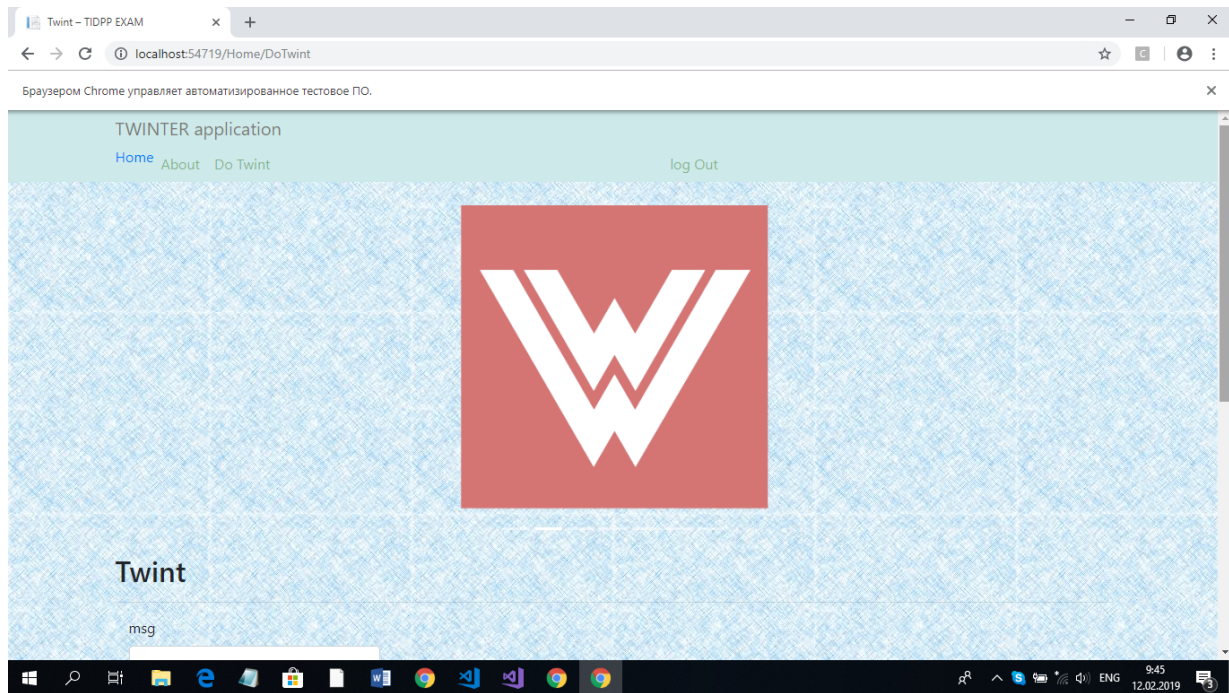 Twint – TIDPP EXAM
localhost:54719/Home/DoTwint
Браузером Chrome управляет автоматизированное тестовое ПО.
TWINTER application
Home About Do Twint log Out
Twint
msg
ENG
9:45
12.02.2019
3